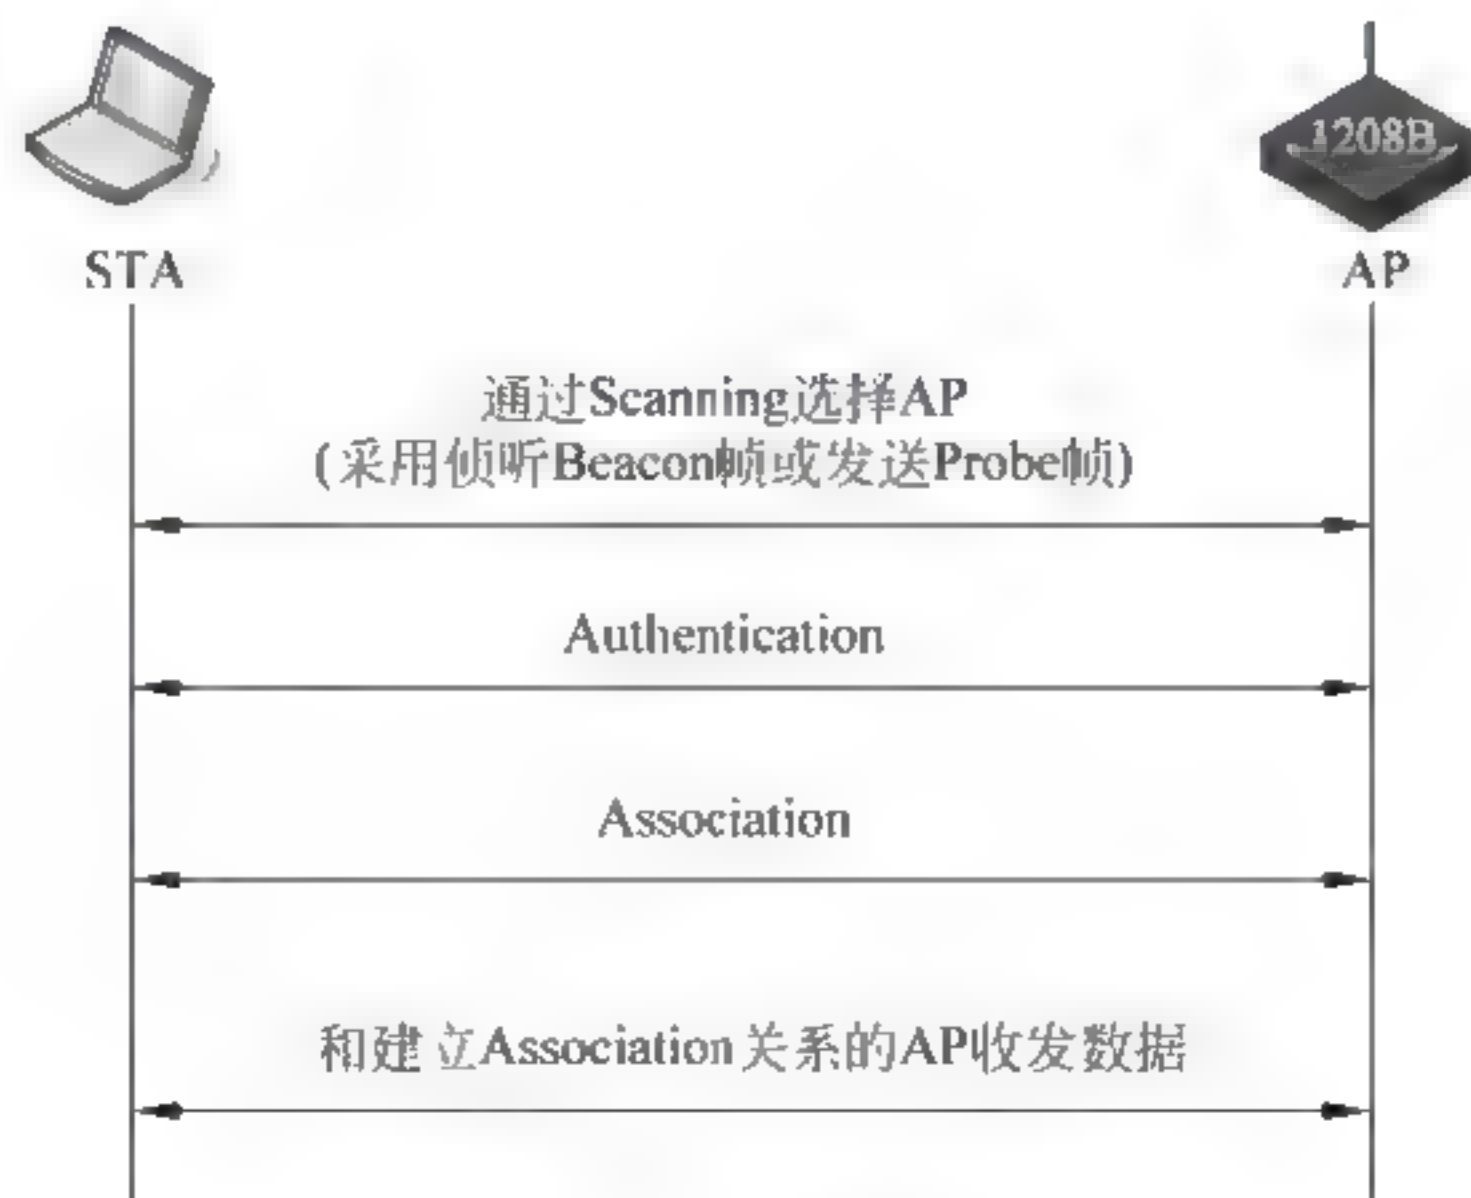 1208B
STA
AP
通过Scanning选择AP
(采用侦听Beacon帧或发送Probe帧)
Authentication
Association
和建立Association关系的AP收发数据